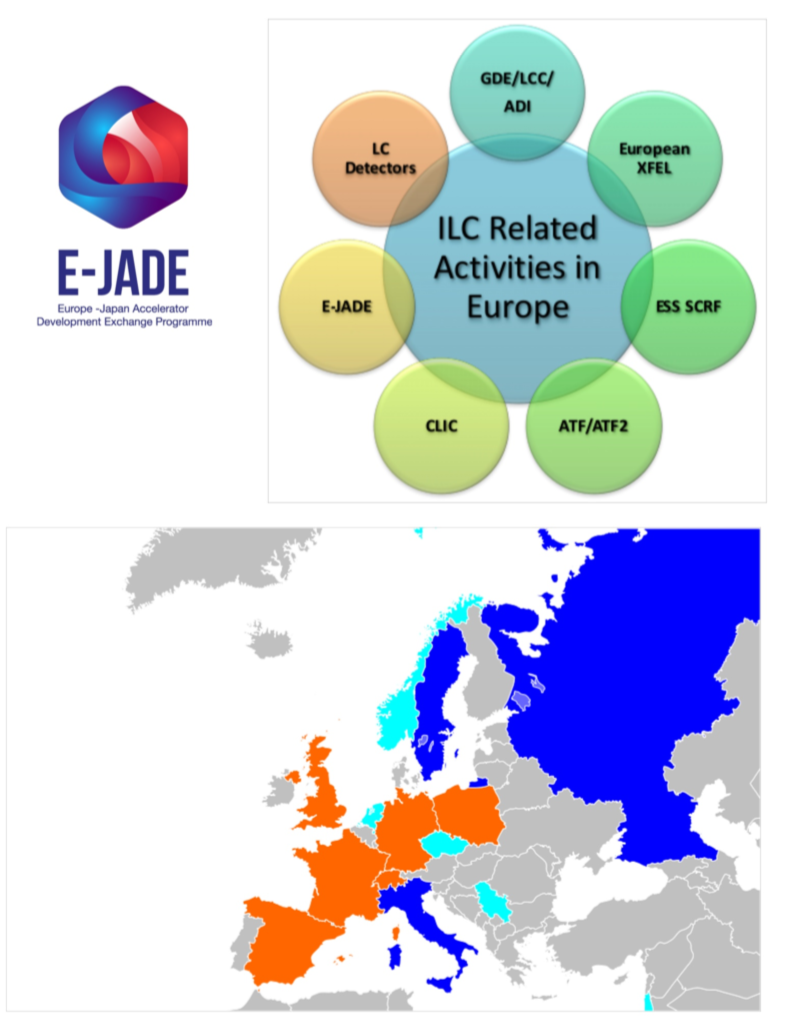 E-JADE
Europe -Japan Accelerator
Development Exchange Programme
GDE/LCC/
ADI
LC
Detectors
European
XFEL
ILC Related
Activities in
Europe
E-JADE
ESS SCRF
CLIC
ATF/ATF2